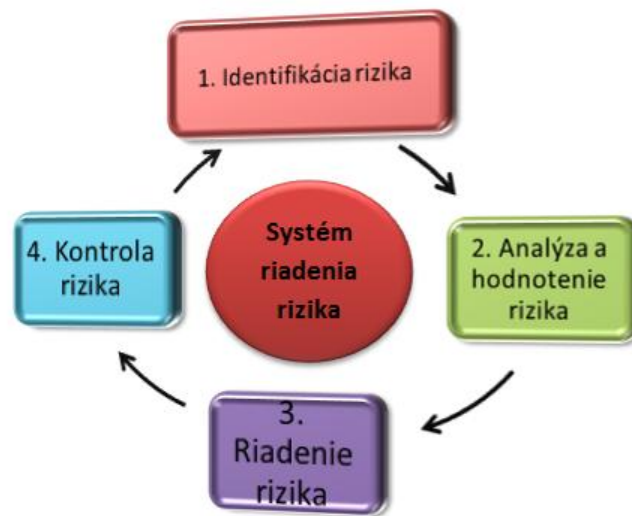 1. Identifikácia rizika
2. Analýza a
hodnotenie
rizika
3.
Riadenie
rizika
4. Kontrola
rizika
Systém
riadenia
rizika